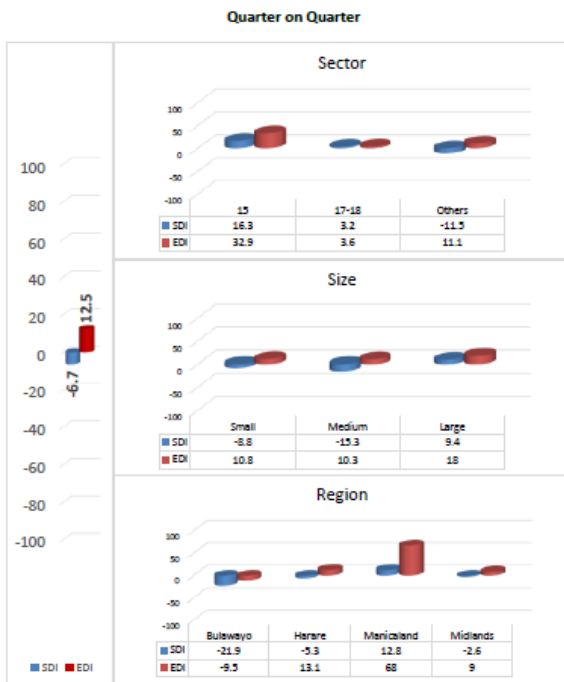 Quarter on Quarter
100
80
60
40
20
0
-20
-40
-60
-80
-100
12.5
-6.7
SDI EDI
Sector
100
50
0
-50
-100
15 17-18 Others
SDI 16.3 3.2 -11.5
EDI 32.9 3.6 11.1
Size
100
50
0
-50
-100
Small Medium Large
SDI -8.8 -15.3 9.4
EDI 10.8 10.3 18
Region
100
50
0
-50
-100
Bulawayo Harare Manicaland Midlands
SDI -21.9 -5.3 12.8 -2.6
EDI -9.5 13.1 68 9